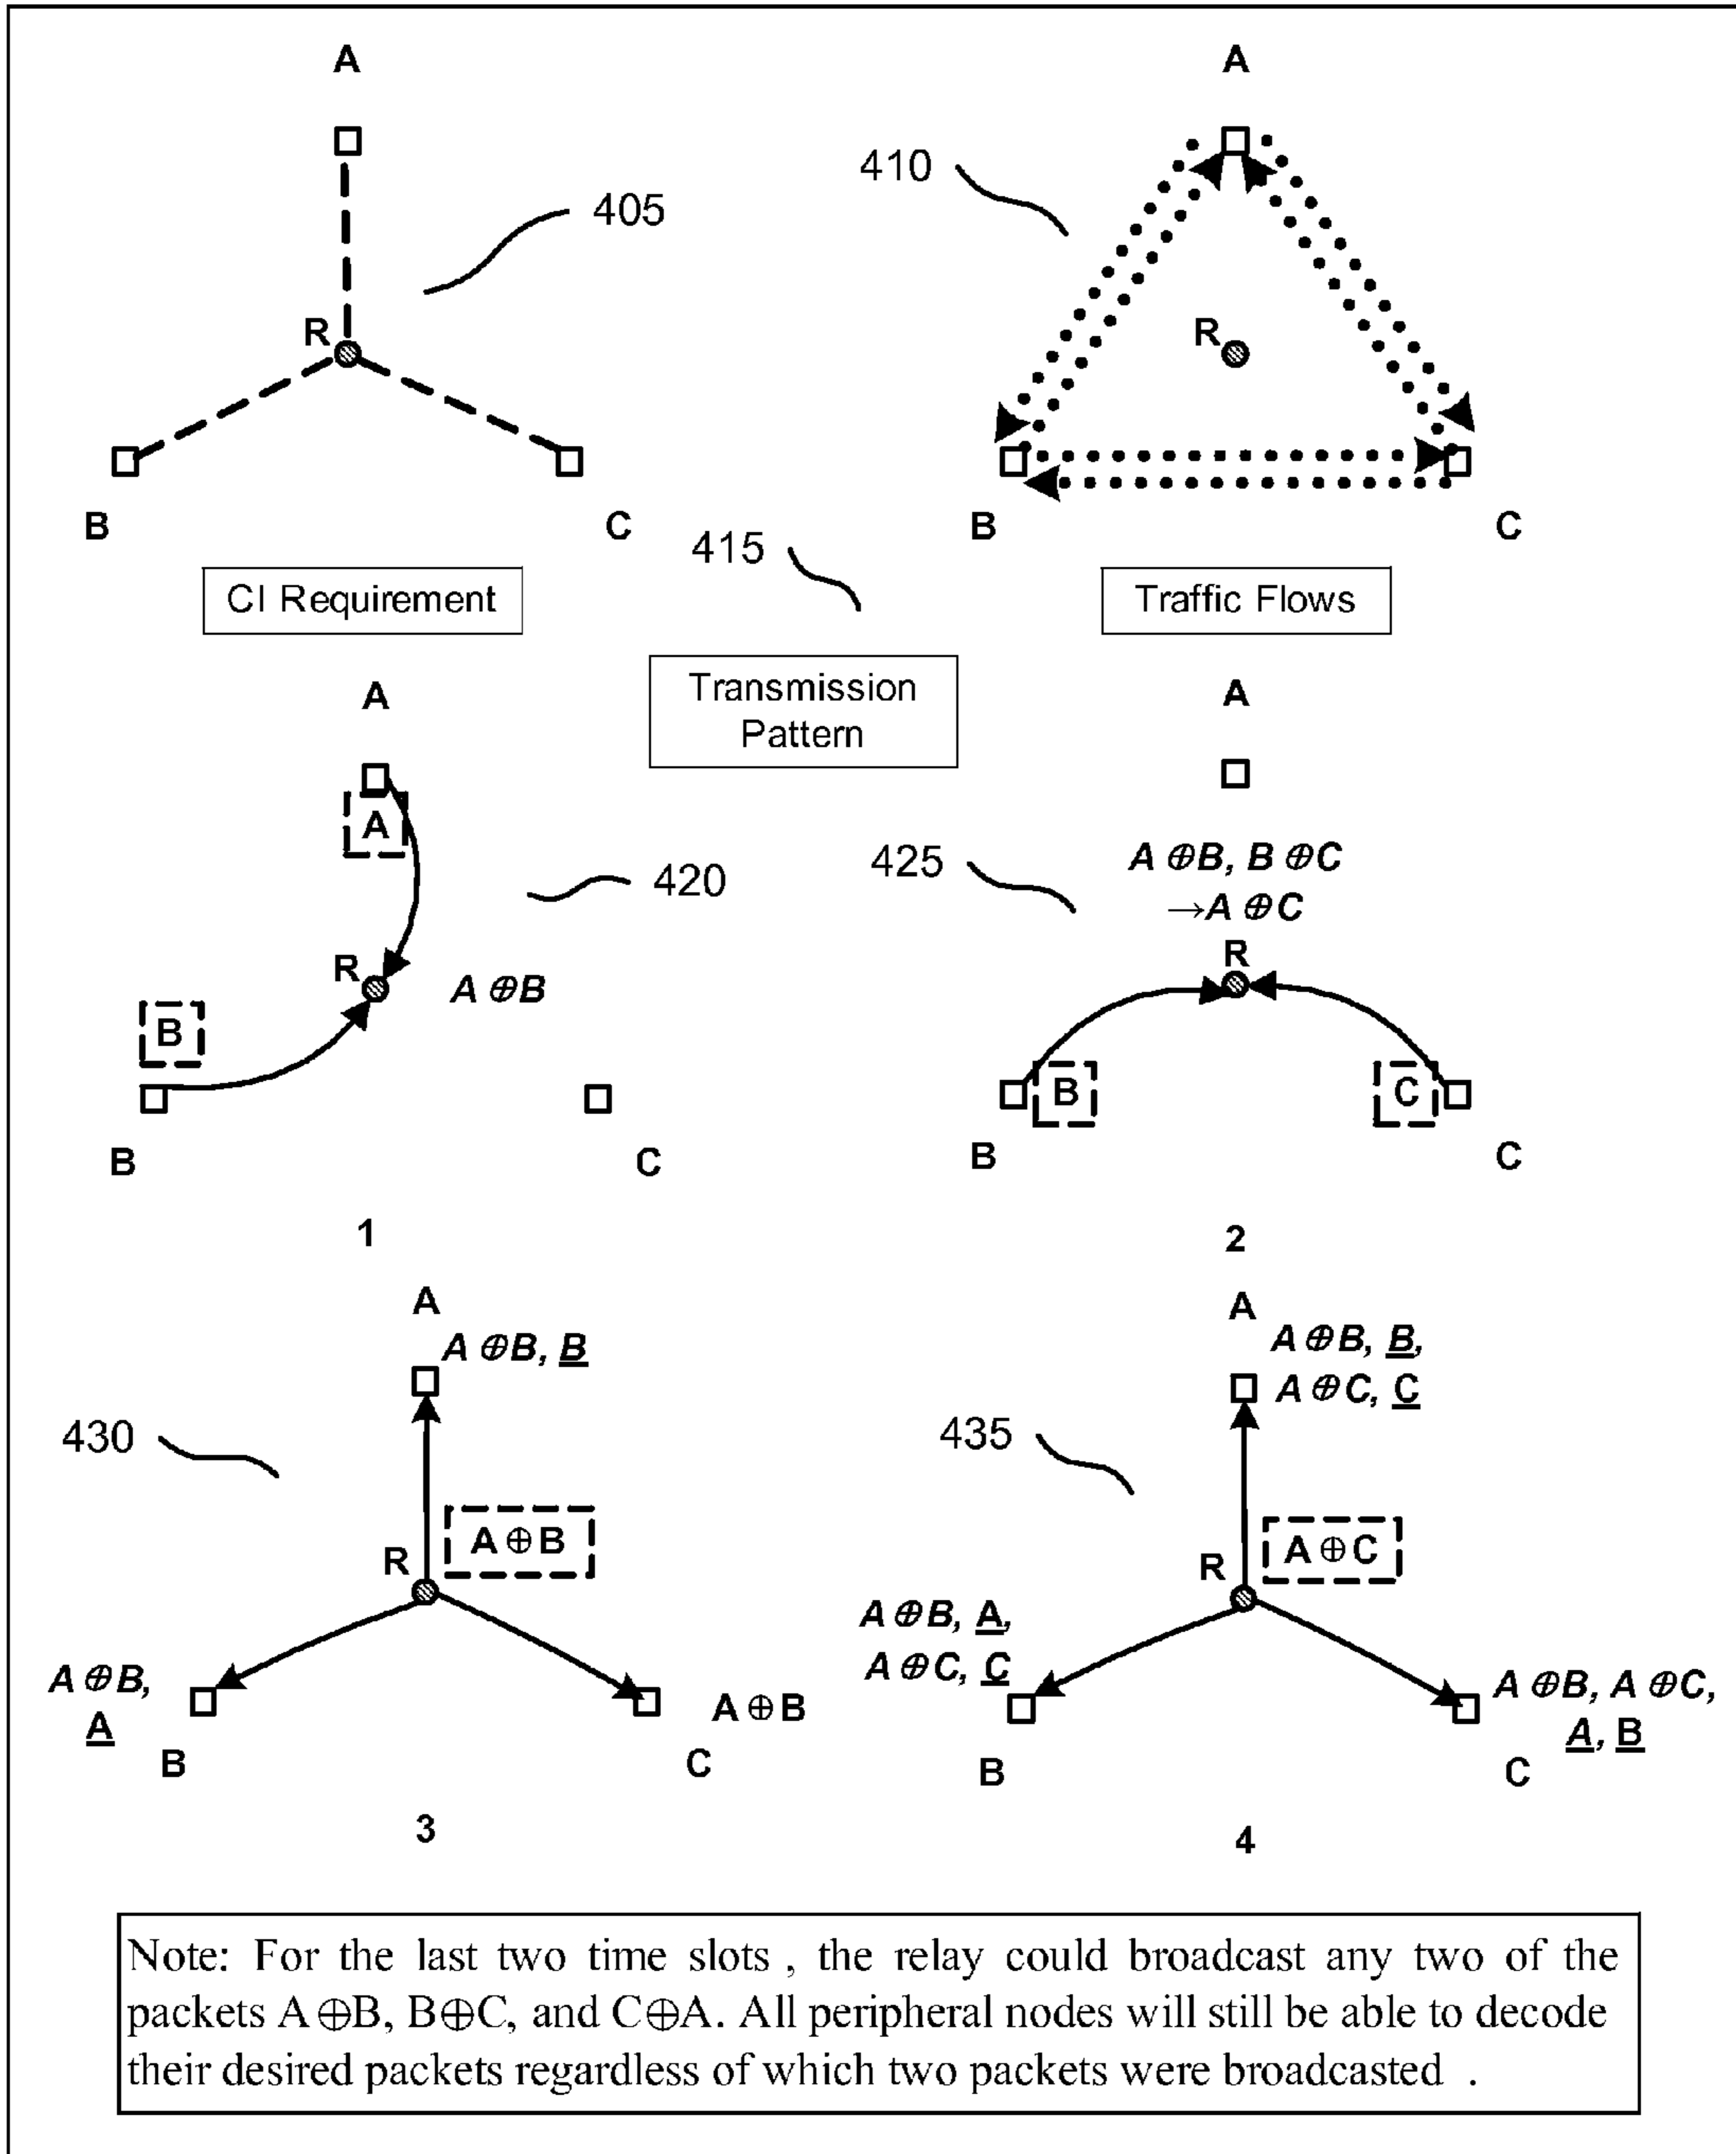 A
A
405
410
R
R
B
C
B
C
415
CI Requirement
Traffic Flows
Transmission
Pattern
A
A
A
420
425
A ⊕B, B ⊕C
→A ⊕C
R
A ⊕B
R
B
B
C
B
C
B
C
1
2
A
A ⊕B, B
A
A ⊕B, B,
A ⊕C, C
430
435
A ⊕ B
R
A ⊕ C
R
A ⊕B,
A
A ⊕ B
A ⊕B, A,
A ⊕C, C
A ⊕B, A ⊕C,
A, B
B
C
B
C
3
4
Note: For the last two time slots , the relay could broadcast any two of the
packets A⊕B, B⊕C, and C⊕A. All peripheral nodes will still be able to decode
their desired packets regardless of which two packets were broadcasted .